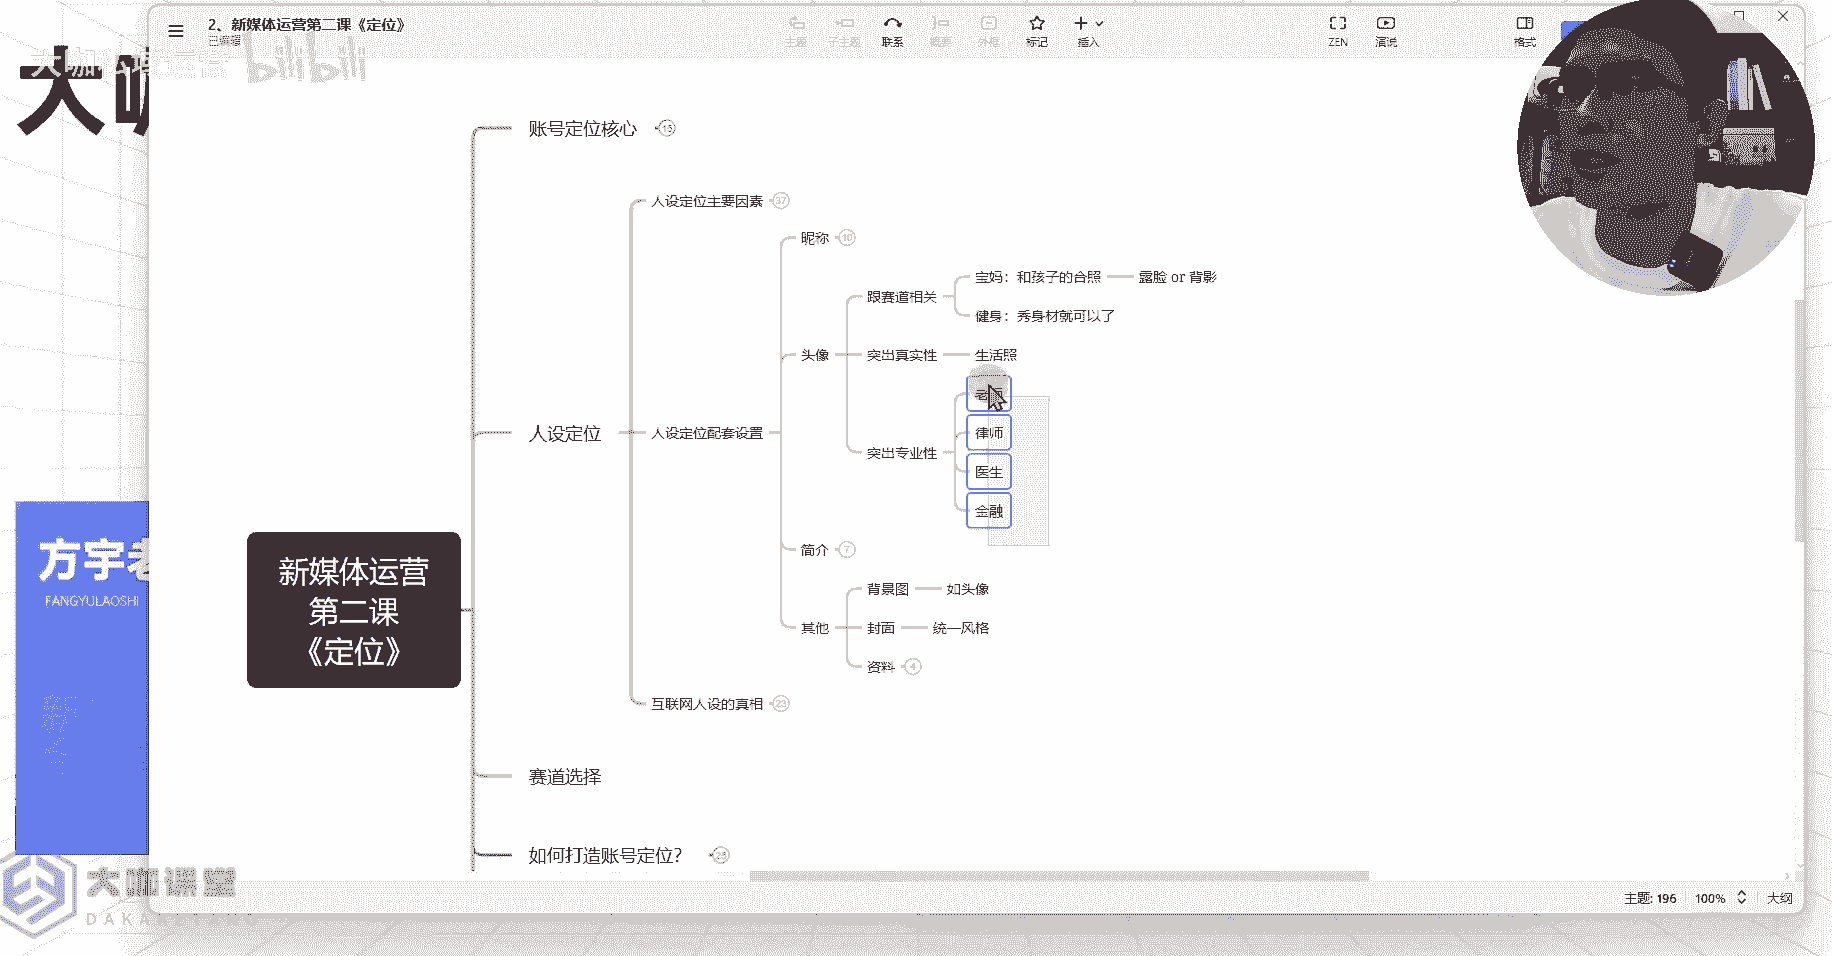 2、新媒体运营第二课《定位》
已编辑
主题
子主题
联系
概要
外框
标记
插入
ZEN
演说
格式
大咖私域运营
bilibili
大咖
账号定位核心
15
人设定位主要因素
37
昵称
10
宝妈：和孩子的合照
露脸 or 背影
跟赛道相关
健身：秀身材就可以了
头像
突出真实性
生活照
人设定位
人设定位配套设置
律师
突出专业性
医生
金融
简介
7
背景图
如头像
其他
封面
统一风格
资料
4
互联网人设的真相
23
新媒体运营
第二课
《定位》
赛道选择
如何打造账号定位？
方宇老
FANGYULAOSHI
大咖课堂
主题: 196
100%
大纲